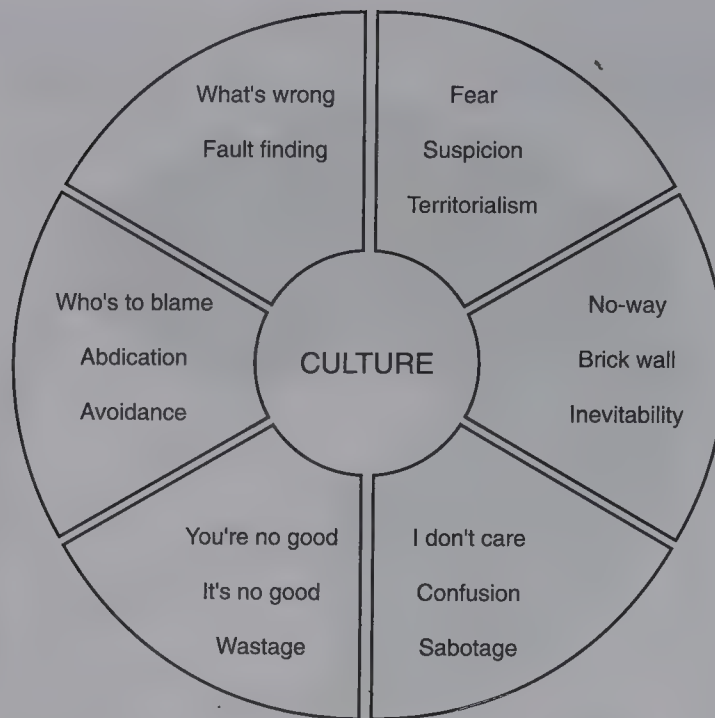 What's wrong
Fault finding
Fear
Suspicion
Territorialism
Who's to blame
Abdication
Avoidance
CULTURE
No-way
Brick wall
Inevitability
You're no good
It's no good
Wastage
I don't care
Confusion
Sabotage